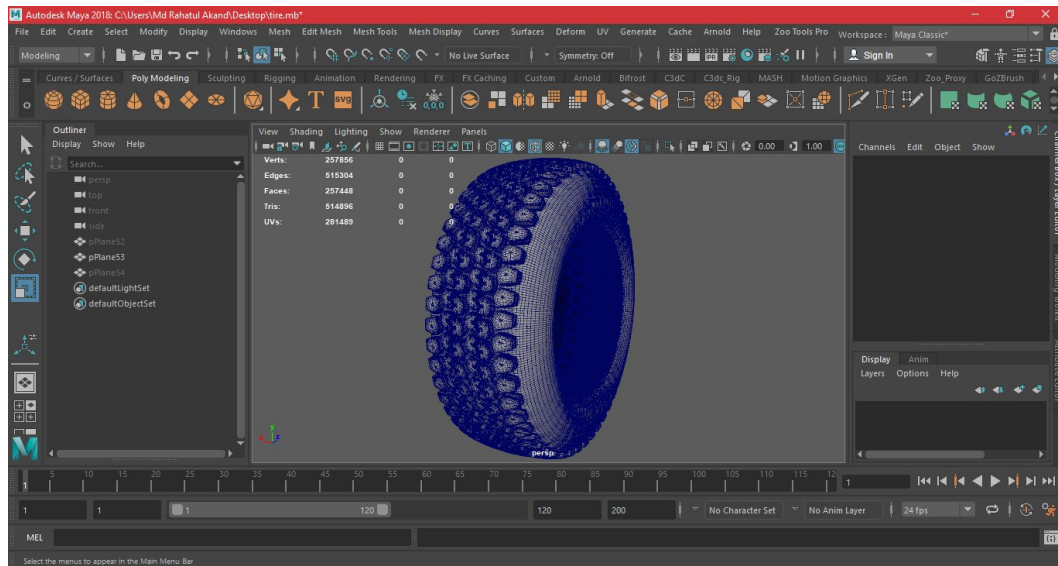 Autodesk Maya 2018: C:\Users\Md Rahatul Akand\Desktop\tire.mb*
File Edit Create Select Modify Display Windows Mesh Edit Mesh Mesh Tools Mesh Display Curves Surfaces Deform UV Generate Cache Arnold Help Zoo Tools Pro Workspace: Maya Classic*
Modeling No Live Surface Symmetry: Off Sign In
Curves / Surfaces Poly Modeling Sculpting Rigging Animation Rendering FX FX Caching Custom Arnold Bifrost C3dC C3dc_Rig MASH Motion Graphics XGen Zoo_Proxy GoZBrush
T SVG 0,0,0
Outliner
Display Show Help
Search...
persp
top
front
side
pPlane52
pPlane53
pPlane54
defaultLightSet
defaultObjectSet
View Shading Lighting Show Renderer Panels
0.00 1.00
Verts: 257856 0 0
Edges: 515304 0 0
Faces: 257448 0 0
Tris: 514896 0 0
UVs: 281489 0 0
persp
y
x z
Channels Edit Object Show
Display Anim
Layers Options Help
1 5 10 15 20 25 30 35 40 45 50 55 60 65 70 75 80 85 90 95 100 105 110 115 12
1
1 1 1 120 120 200 No Character Set No Anim Layer 24 fps
MEL
Select the menus to appear in the Main Menu Bar